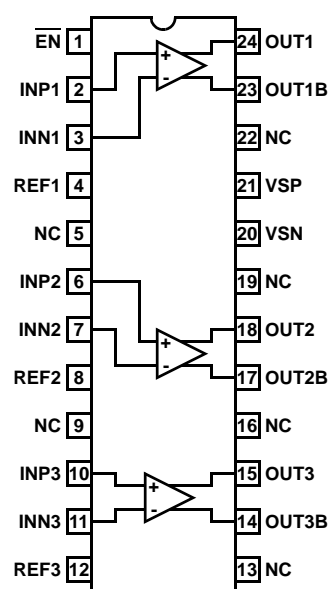 EN 1
INP1 2
INN1 3
REF1 4
NC 5
INP2 6
INN2 7
REF2 8
NC 9
INP3 10
INN3 11
REF3 12
+
-
+
-
+
-
24 OUT1
23 OUT1B
22 NC
21 VSP
20 VSN
19 NC
18 OUT2
17 OUT2B
16 NC
15 OUT3
14 OUT3B
13 NC